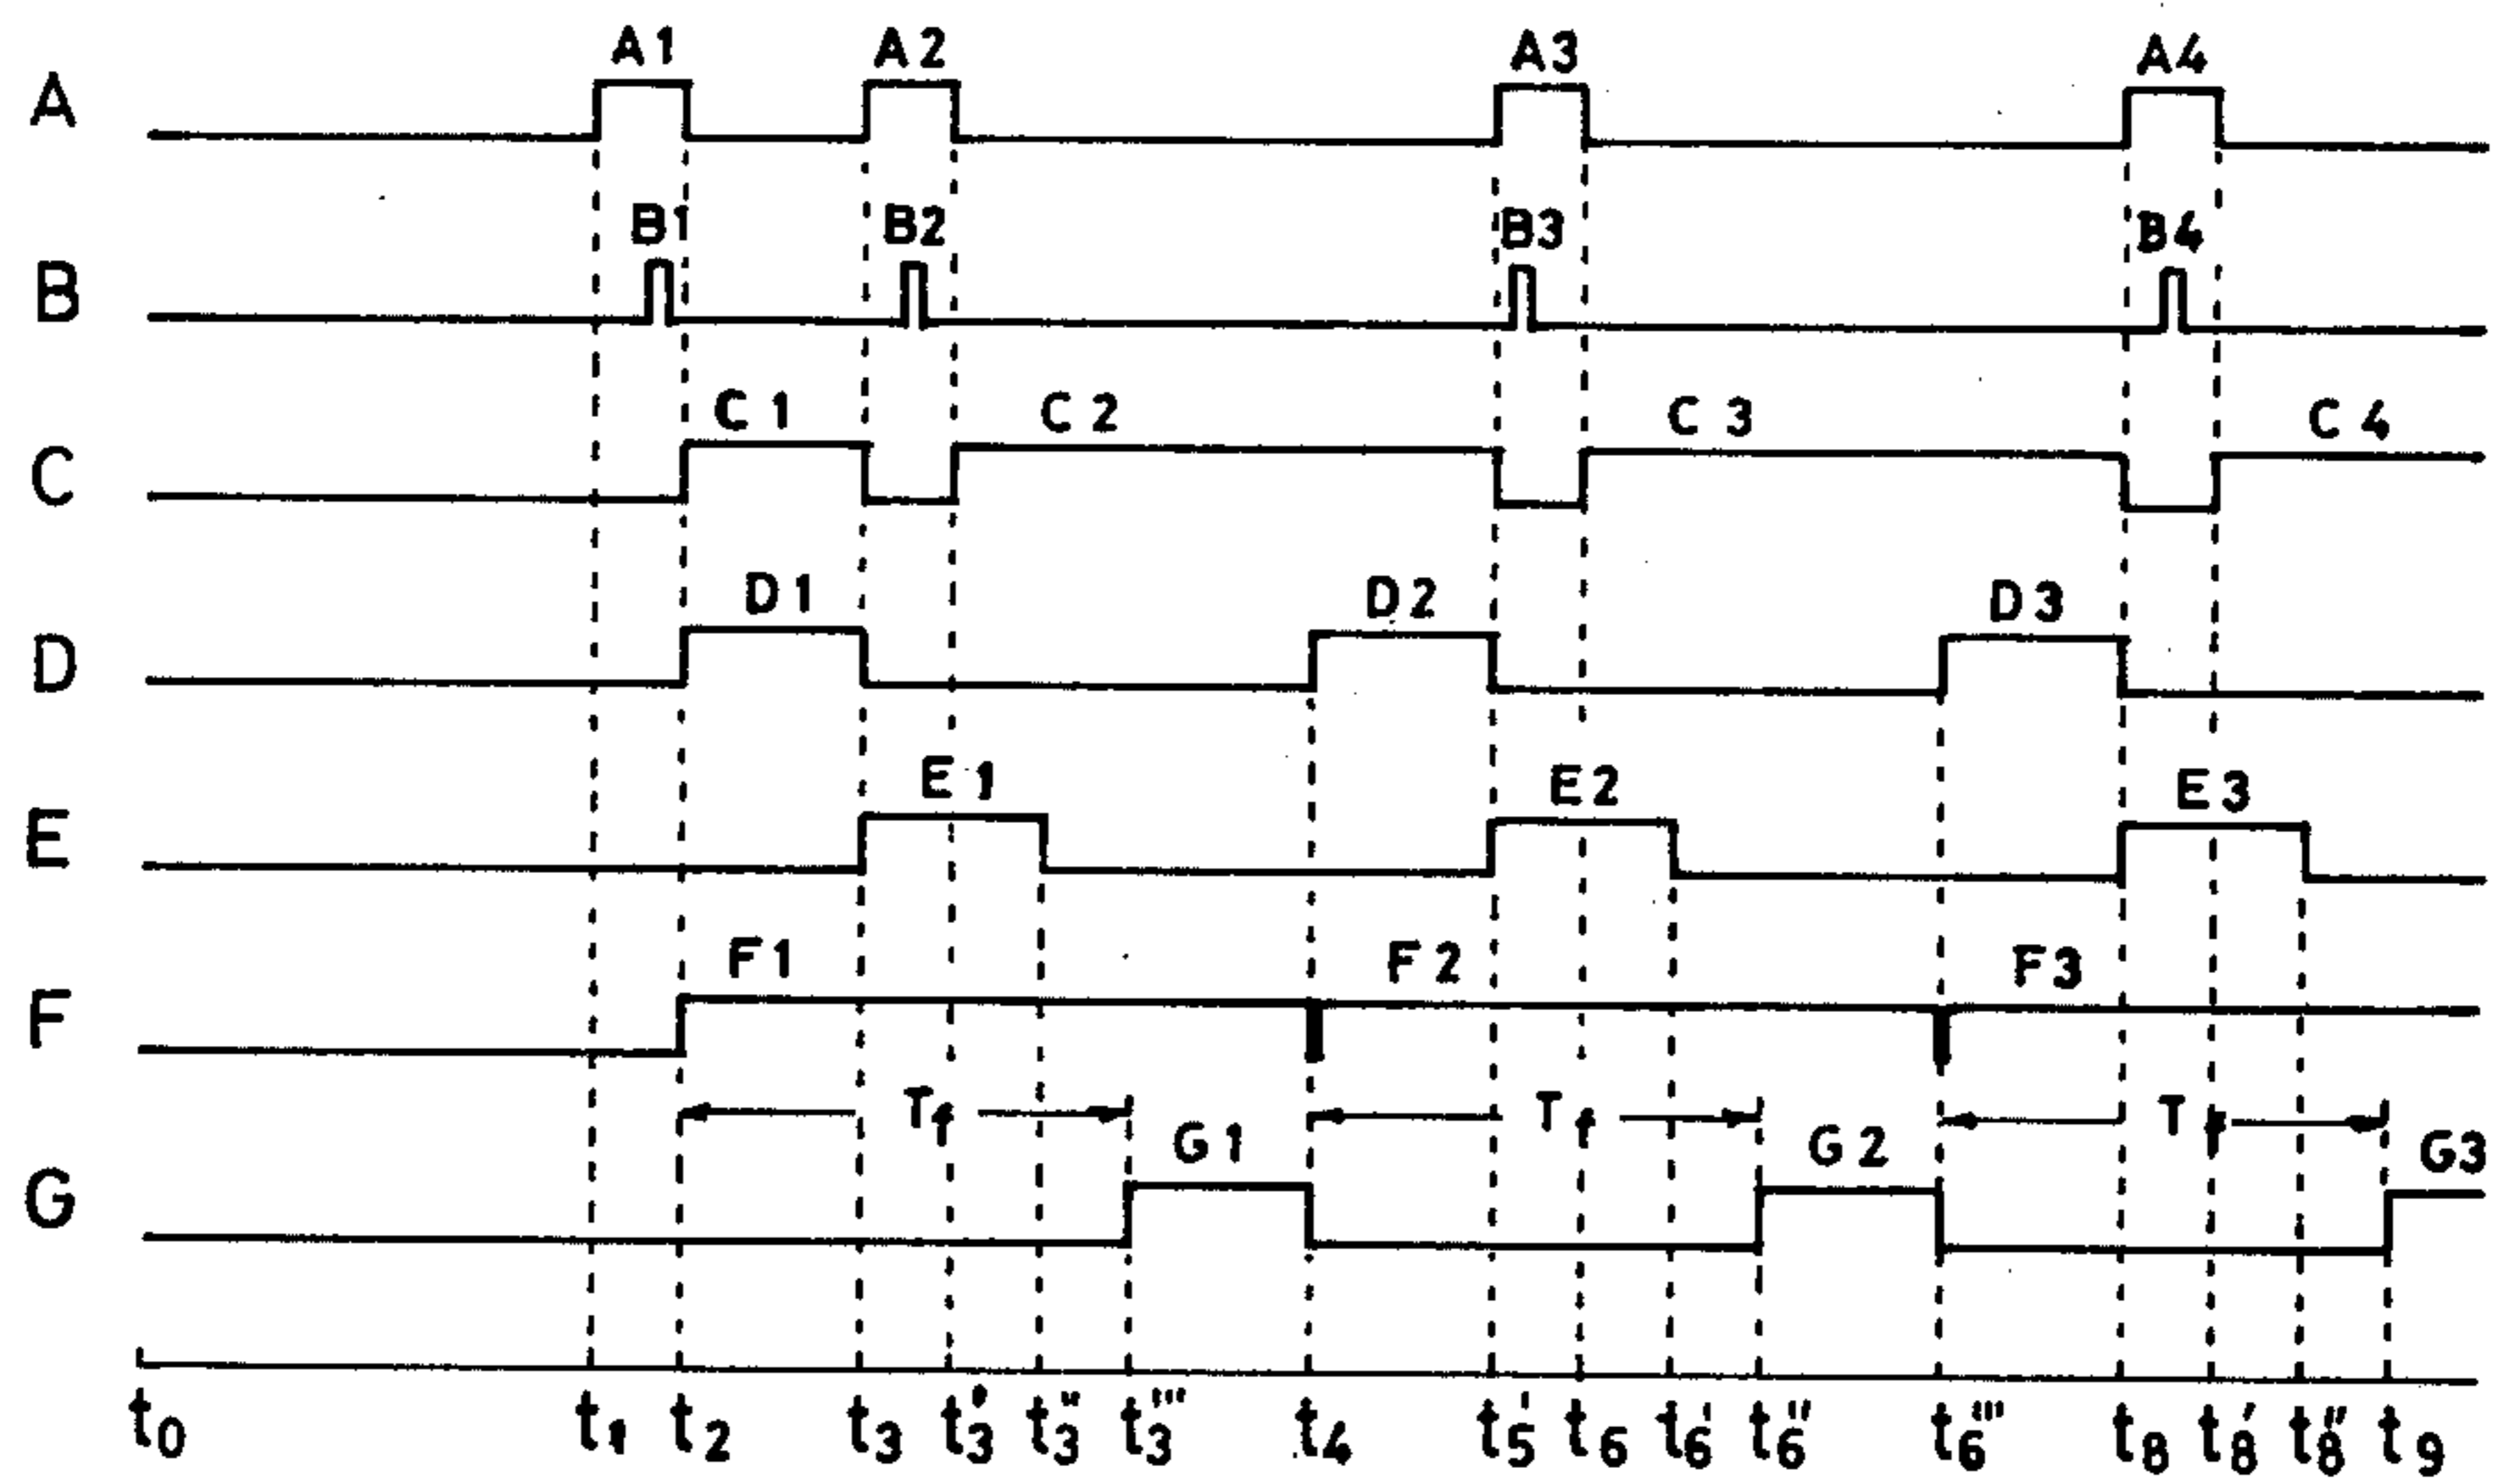 A1 A2 A3 A4
A
B1 B2 B3 B4
B
C1 C2 C3 C4
C
D1 D2 D3
D
E1 E2 E3
E
F1 F2 F3
F
Tf Tf Tf
G1 G2 G3
G
t0 t1 t2 t3 t3' t3'' t3''' t4 t5' t6 t6' t6'' t6''' t8 t8' t8'' t9